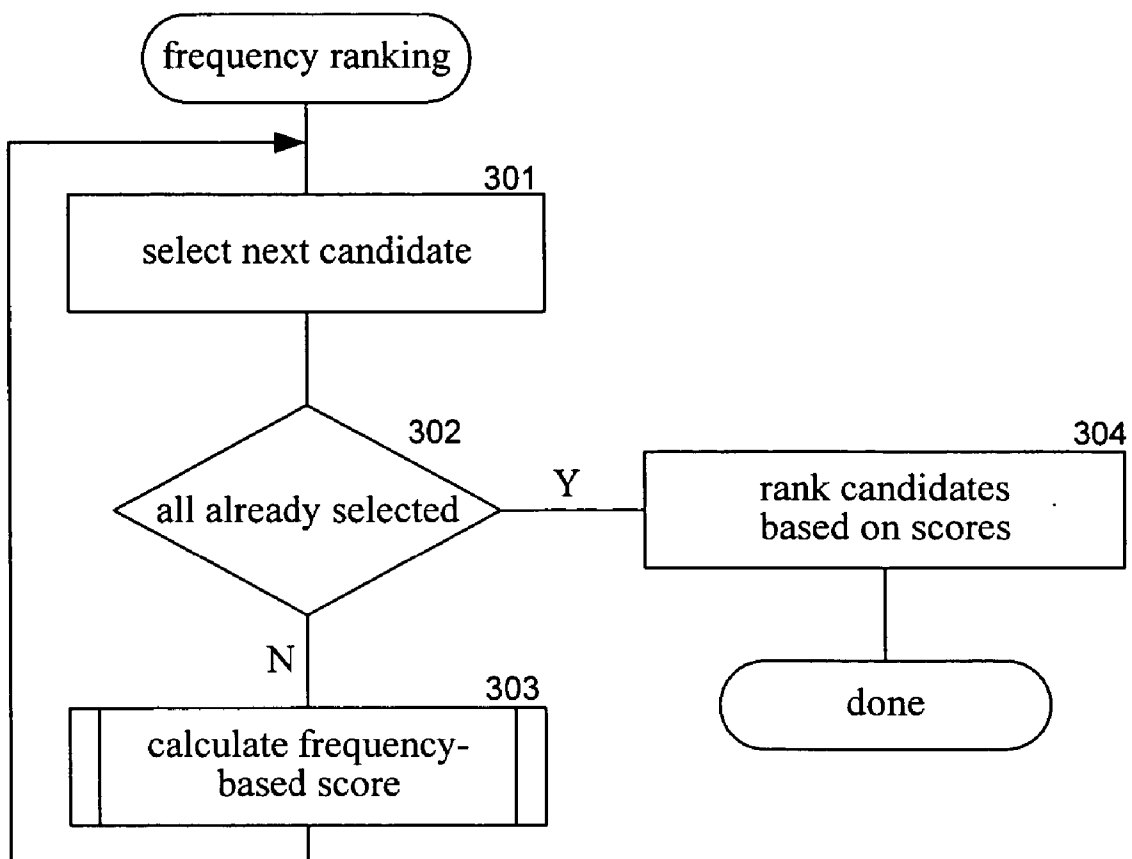 frequency ranking
301
select next candidate
302
all already selected
Y
304
rank candidates
based on scores
N
303
calculate frequency-
based score
done